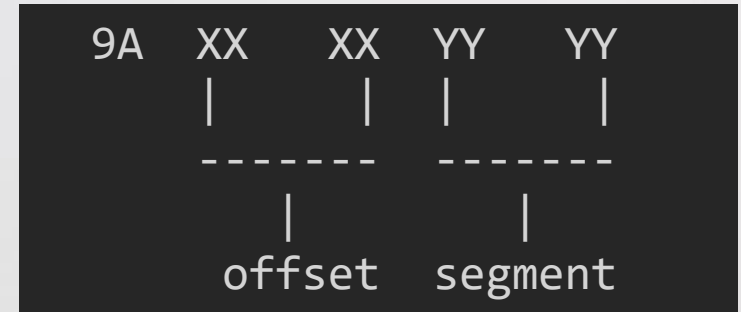 9A XX XX YY YY
| | | |
------- -------
| |
offset segment